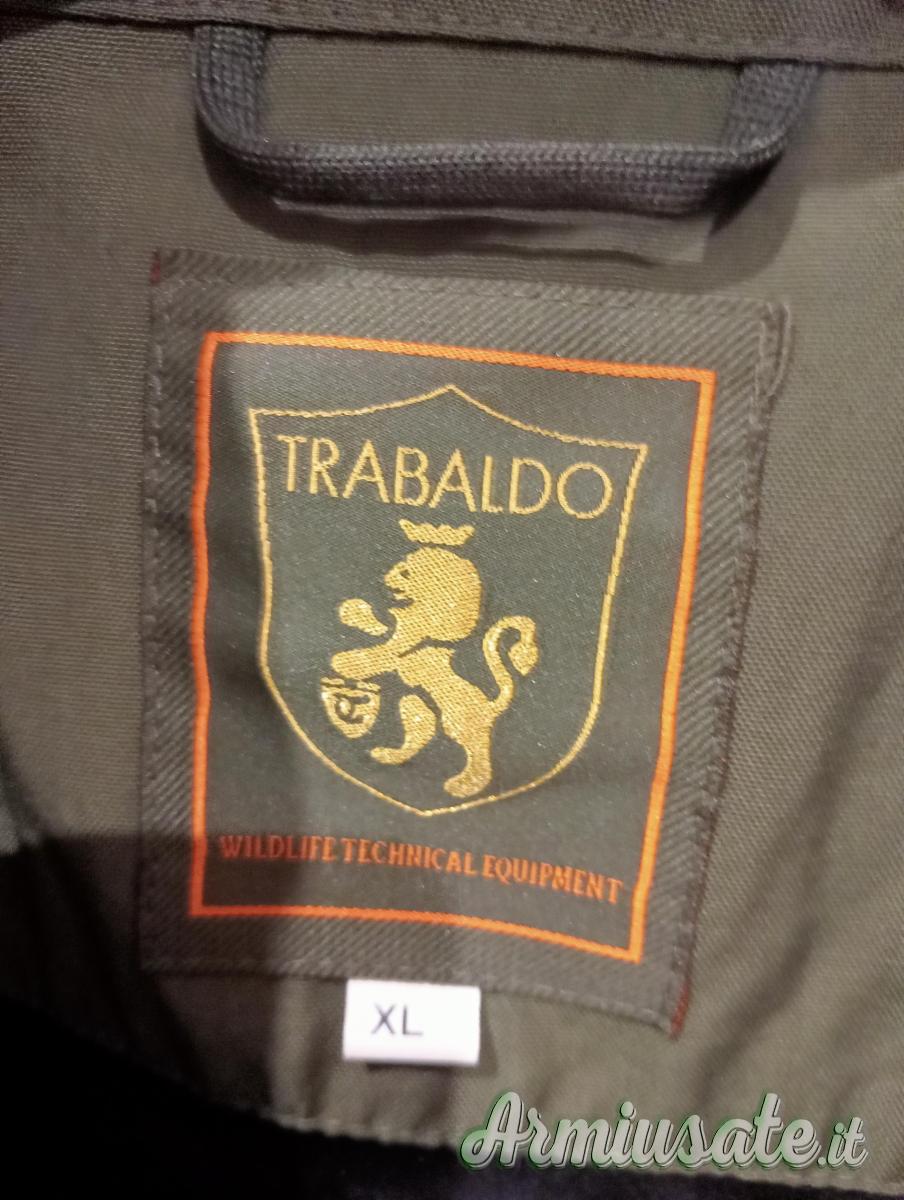 TRABALDO
WILDLIFE TECHNICAL EQUIPMENT
XL
Armiusate.it